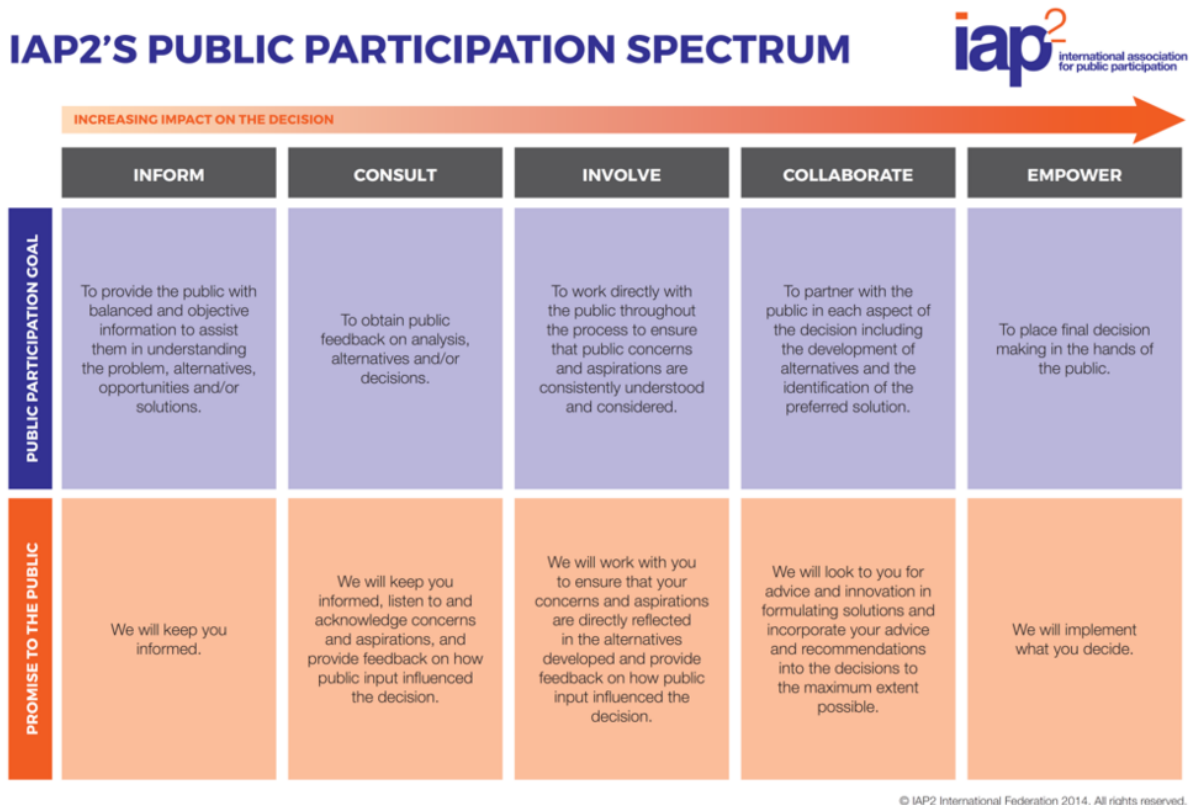 IAP2'S PUBLIC PARTICIPATION SPECTRUM
iap2
international association
for public participation
INCREASING IMPACT ON THE DECISION
INFORM
CONSULT
INVOLVE
COLLABORATE
EMPOWER
PUBLIC PARTICIPATION GOAL
To provide the public with
balanced and objective
information to assist
them in understanding
the problem, alternatives,
opportunities and/or
solutions.
To obtain public
feedback on analysis,
alternatives and/or
decisions.
To work directly with
the public throughout
the process to ensure
that public concerns
and aspirations are
consistently understood
and considered.
To partner with the
public in each aspect of
the decision including
the development of
alternatives and the
identification of the
preferred solution.
To place final decision
making in the hands of
the public.
PROMISE TO THE PUBLIC
We will keep you
informed.
We will keep you
informed, listen to and
acknowledge concerns
and aspirations, and
provide feedback on how
public input influenced
the decision.
We will work with you
to ensure that your
concerns and aspirations
are directly reflected
in the alternatives
developed and provide
feedback on how public
input influenced the
decision.
We will look to you for
advice and innovation in
formulating solutions and
incorporate your advice
and recommendations
into the decisions to
the maximum extent
possible.
We will implement
what you decide.
© IAP2 International Federation 2014. All rights reserved.